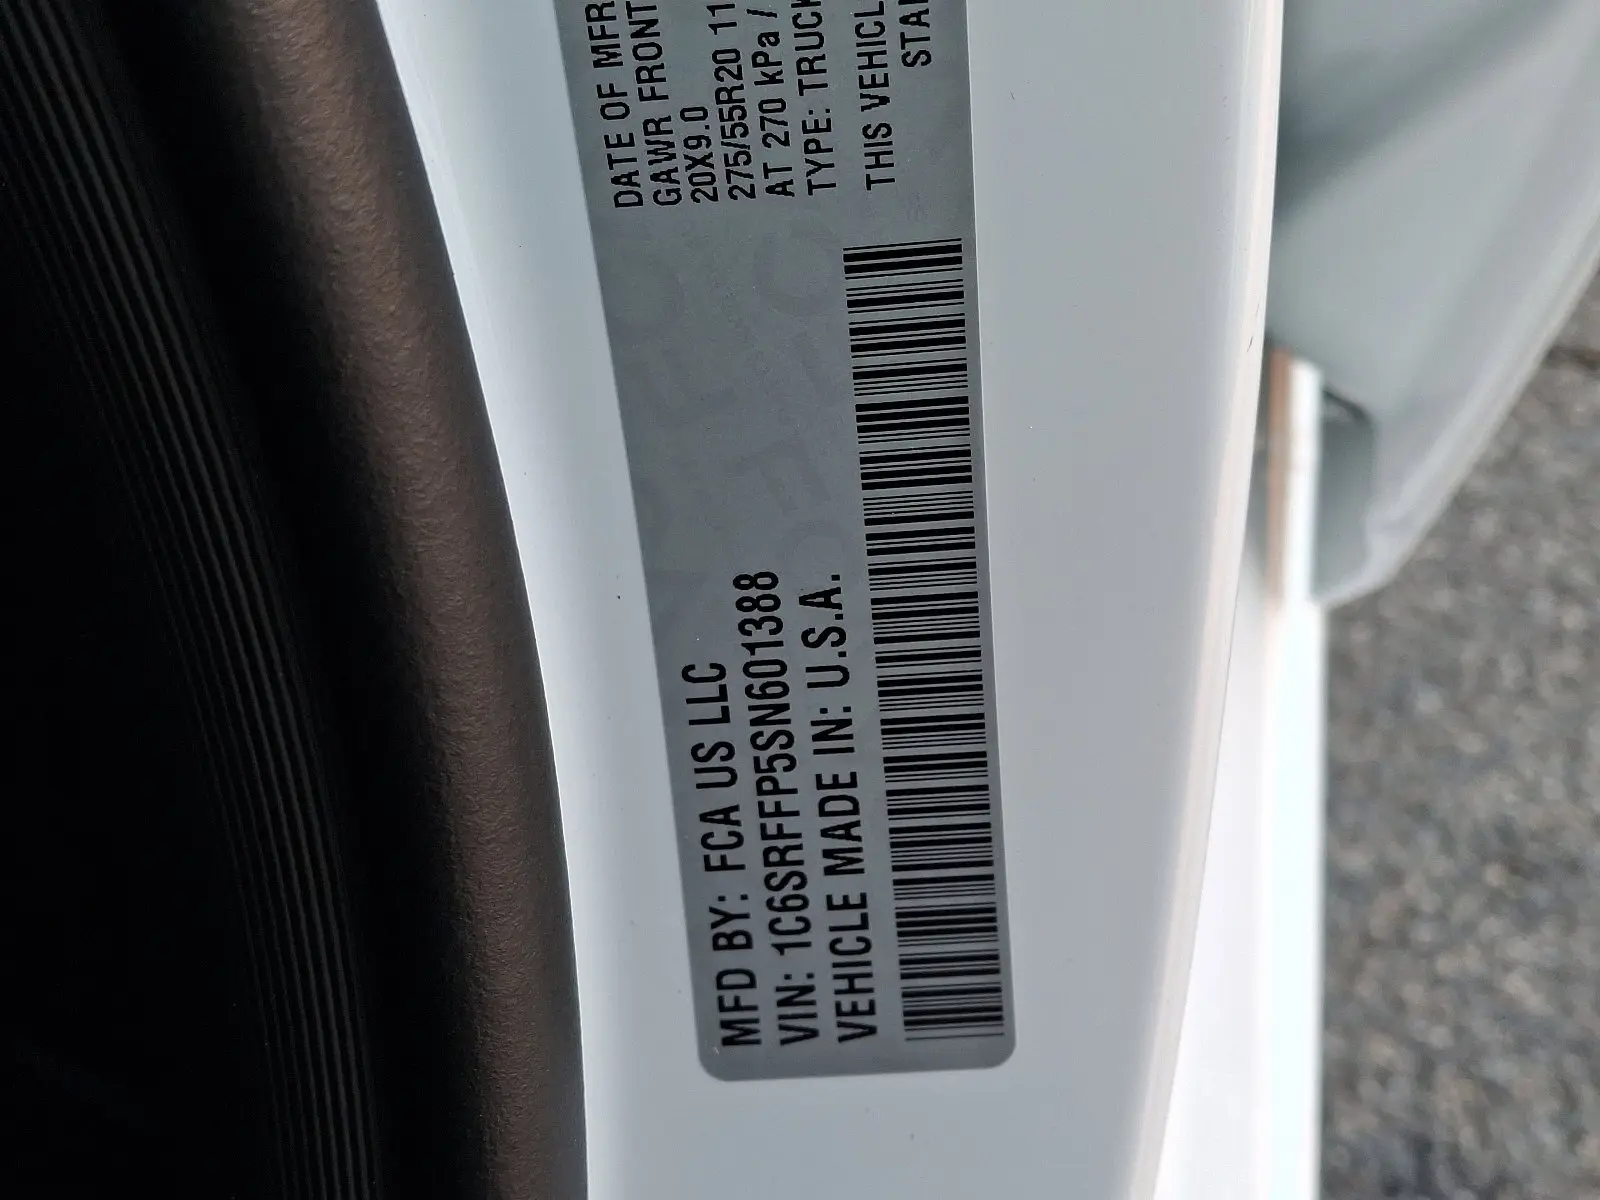 MFD BY: FCA US LLC
VIN: 1C6SRFFP5SN601388
VEHICLE MADE IN: U.S.A.
DATE OF MFR
GAWR FRONT
20X9.0
275/55R20 11
AT 270 kPa /
TYPE: TRUCK
THIS VEHICL
STAN